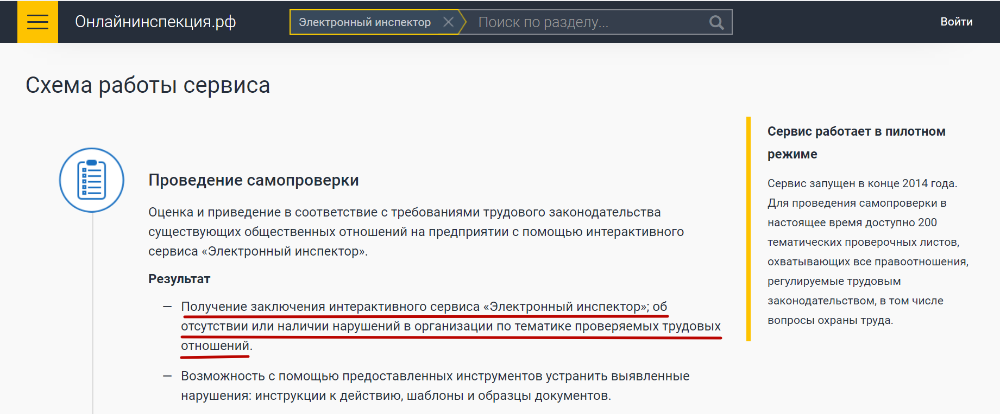 Онлайнинспекция.рф
Электронный инспектор
Поиск по разделу...
Войти
Схема работы сервиса
Проведение самопроверки
Оценка и приведение в соответствие с требованиями трудового законодательства
существующих общественных отношений на предприятии с помощью интерактивного
сервиса «Электронный инспектор».
Результат
— Получение заключения интерактивного сервиса «Электронный инспектор»; об
отсутствии или наличии нарушений в организации по тематике проверяемых трудовых
отношений.
— Возможность с помощью предоставленных инструментов устранить выявленные
нарушения: инструкции к действию, шаблоны и образцы документов.
Сервис работает в пилотном
режиме
Сервис запущен в конце 2014 года.
Для проведения самопроверки в
настоящее время доступно 200
тематических проверочных листов,
охватывающих все правоотношения,
регулируемые трудовым
законодательством, в том числе
вопросы охраны труда.